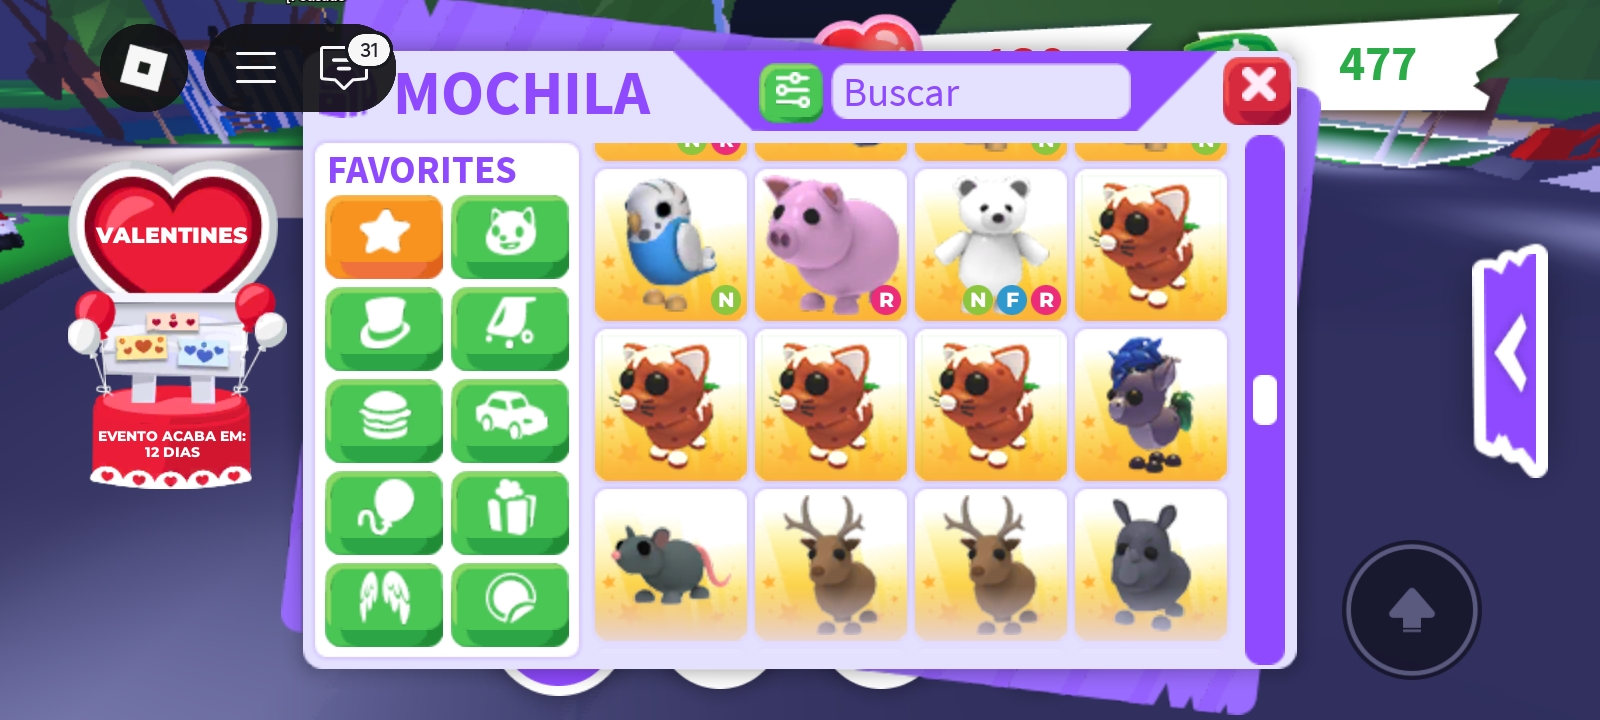 31
MOCHILA
Buscar
477
FAVORITES
N
R
N
N
N
R
N F R
VALENTINES
EVENTO ACABA EM:
12 DIAS